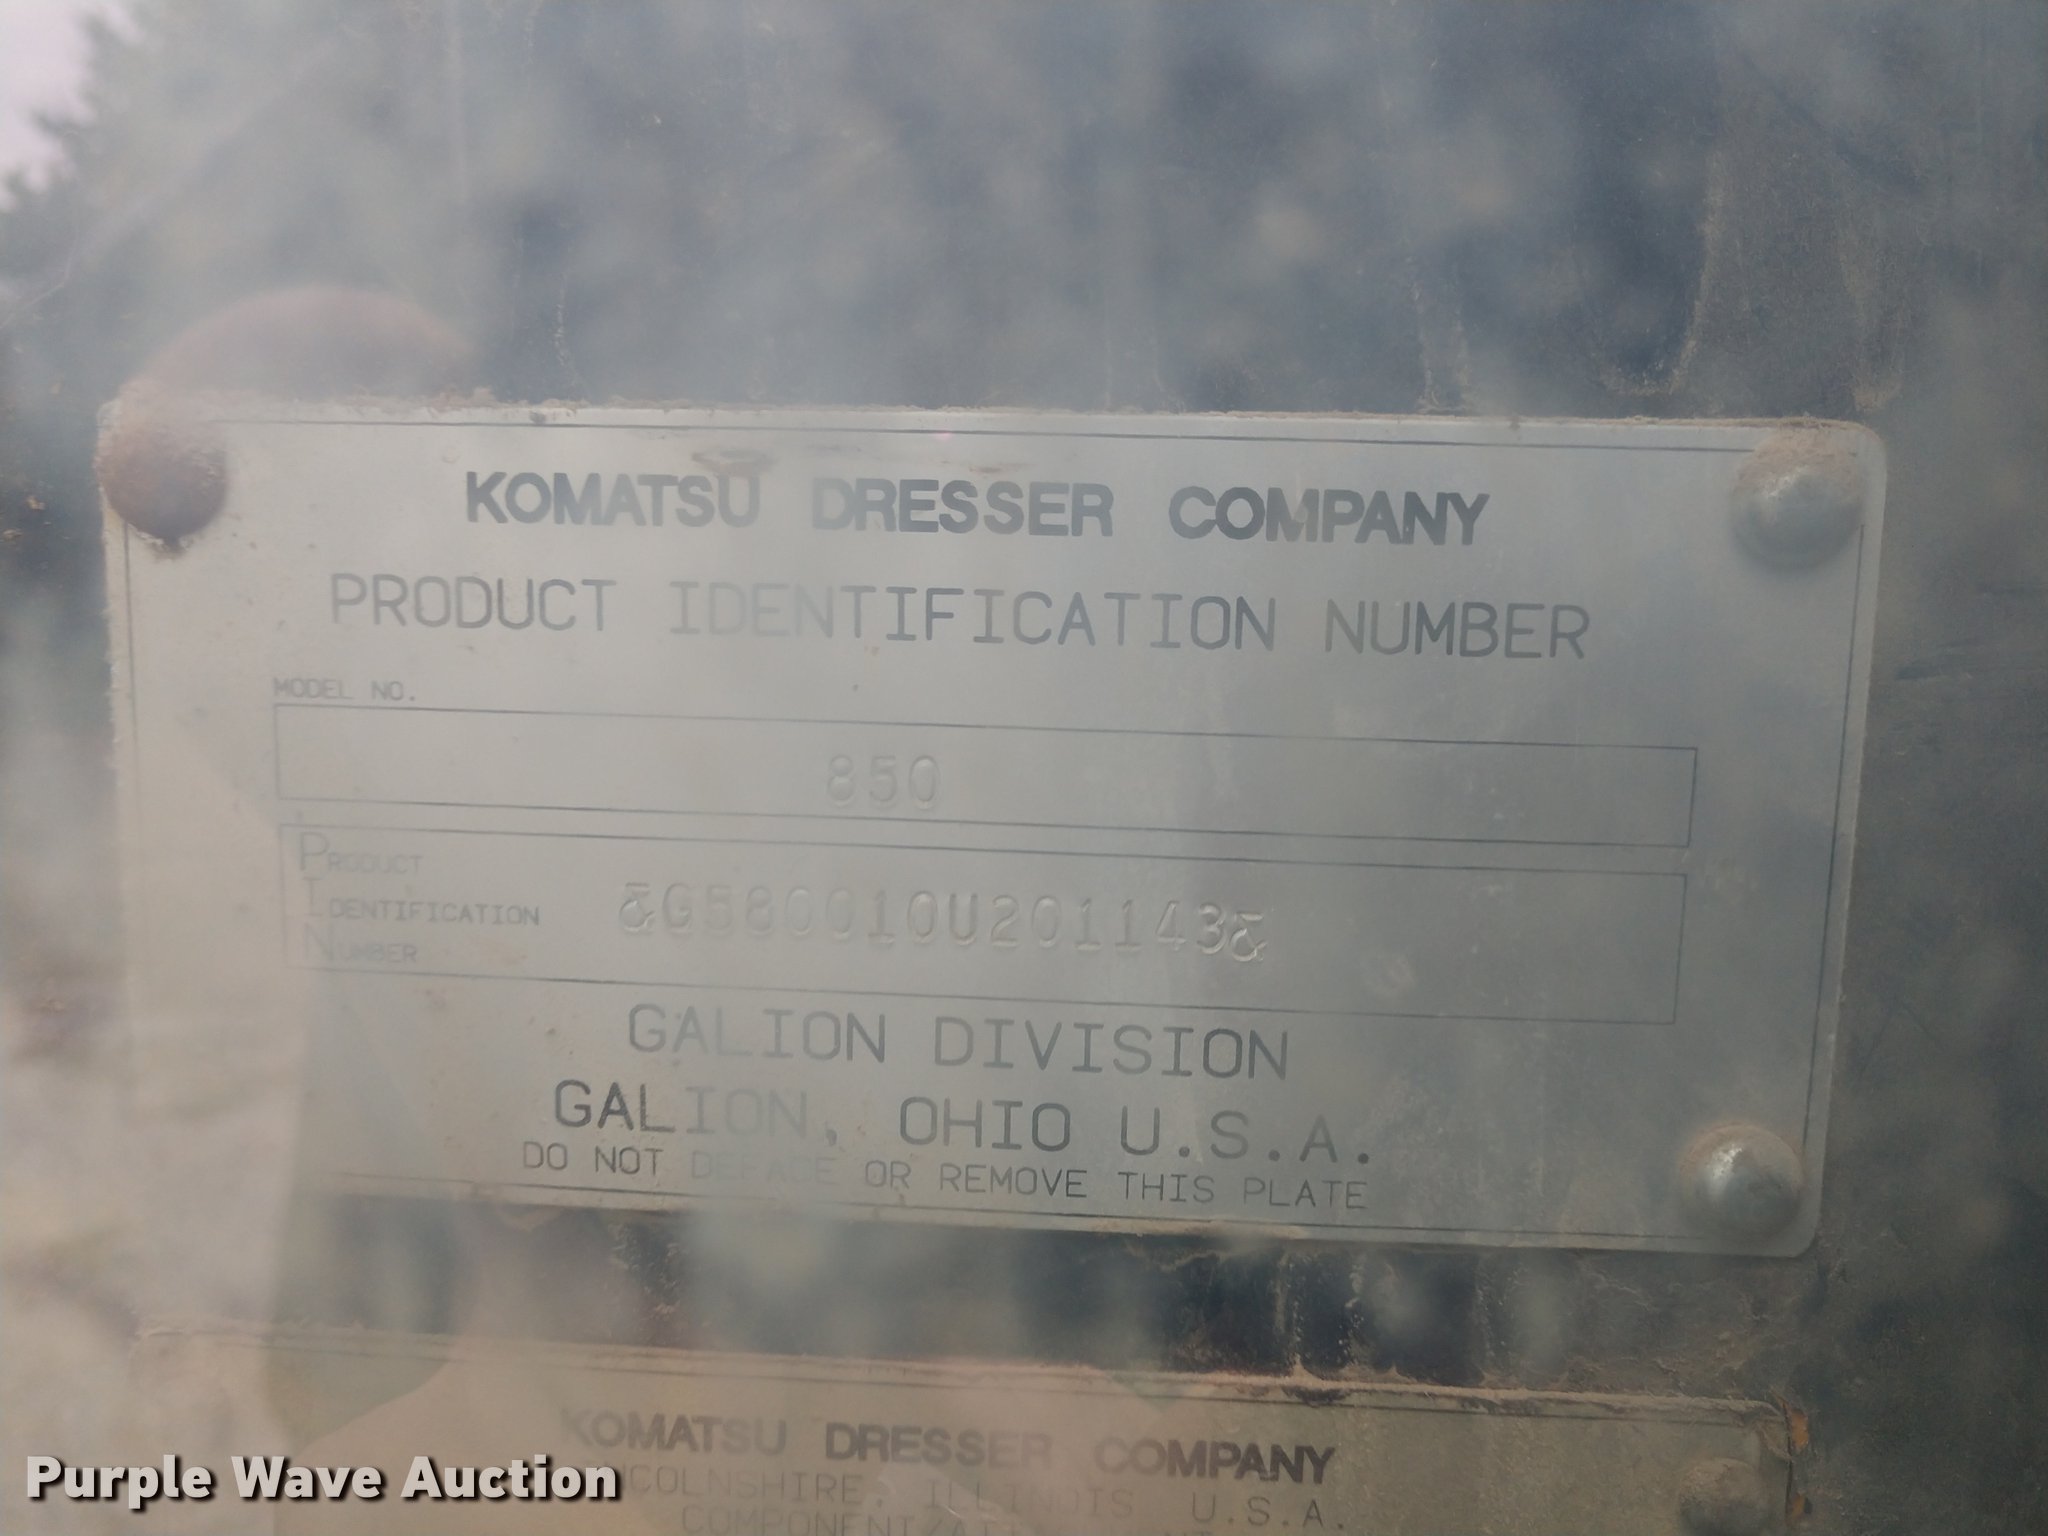 KOMATSU DRESSER COMPANY
PRODUCT IDENTIFICATION NUMBER
MODEL NO.
850
PRODUCT
IDENTIFICATION
NUMBER
&G580010U201143&
GALION DIVISION
GALION, OHIO U.S.A.
DO NOT DEFACE OR REMOVE THIS PLATE
KOMATSU DRESSER COMPANY
ILLINOIS U.S.A.
Purple Wave Auction